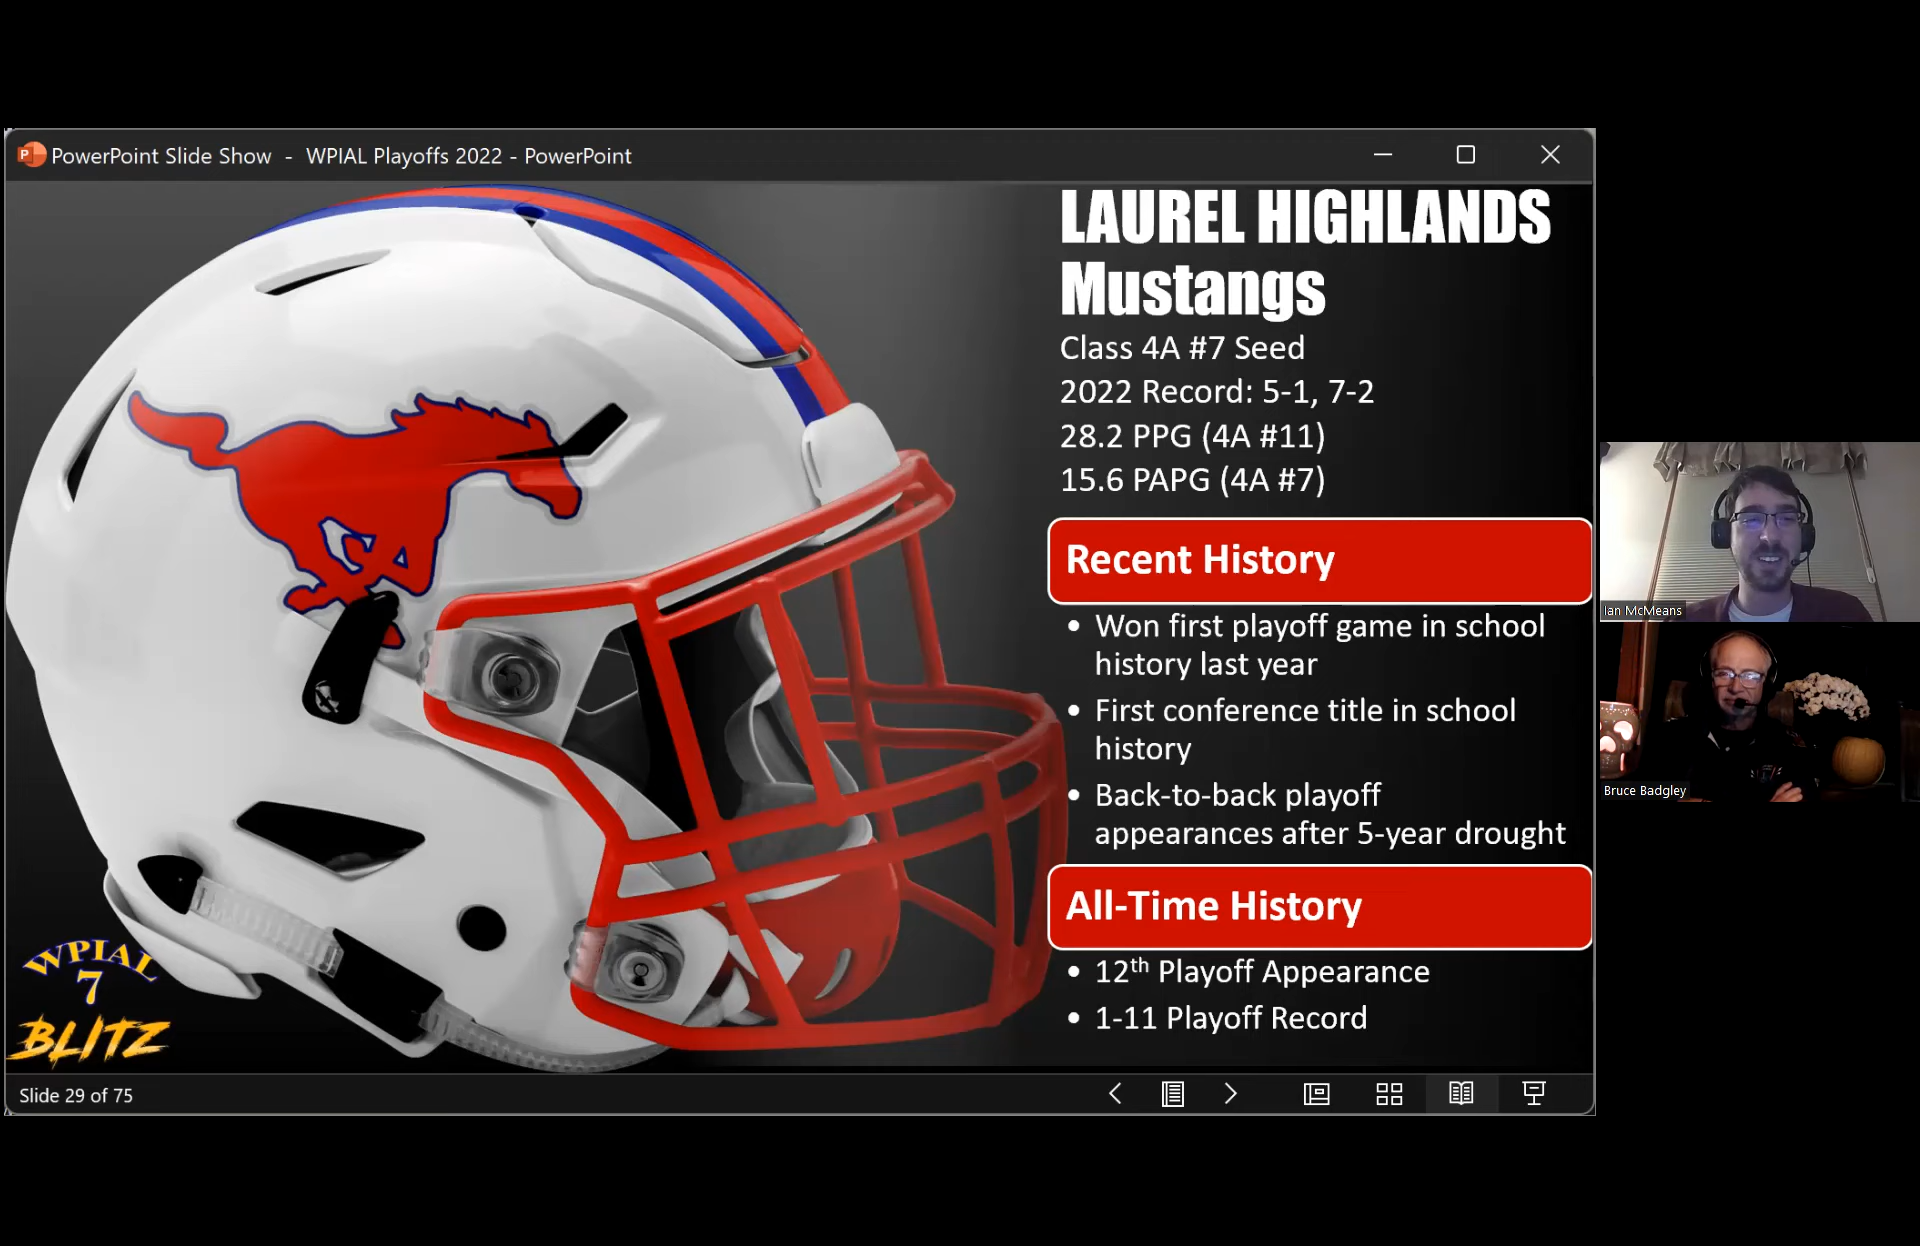 PowerPoint Slide Show - WPIAL Playoffs 2022 - PowerPoint
LAUREL HIGHLANDS
Mustangs
Class 4A #7 Seed
2022 Record: 5-1, 7-2
28.2 PPG (4A #11)
15.6 PAPG (4A #7)
Recent History
• Won first playoff game in school
history last year
• First conference title in school
history
• Back-to-back playoff
appearances after 5-year drought
All-Time History
• 12th Playoff Appearance
• 1-11 Playoff Record
WPIAL
7
BLITZ
Slide 29 of 75
Ian McMeans
Bruce Badgley